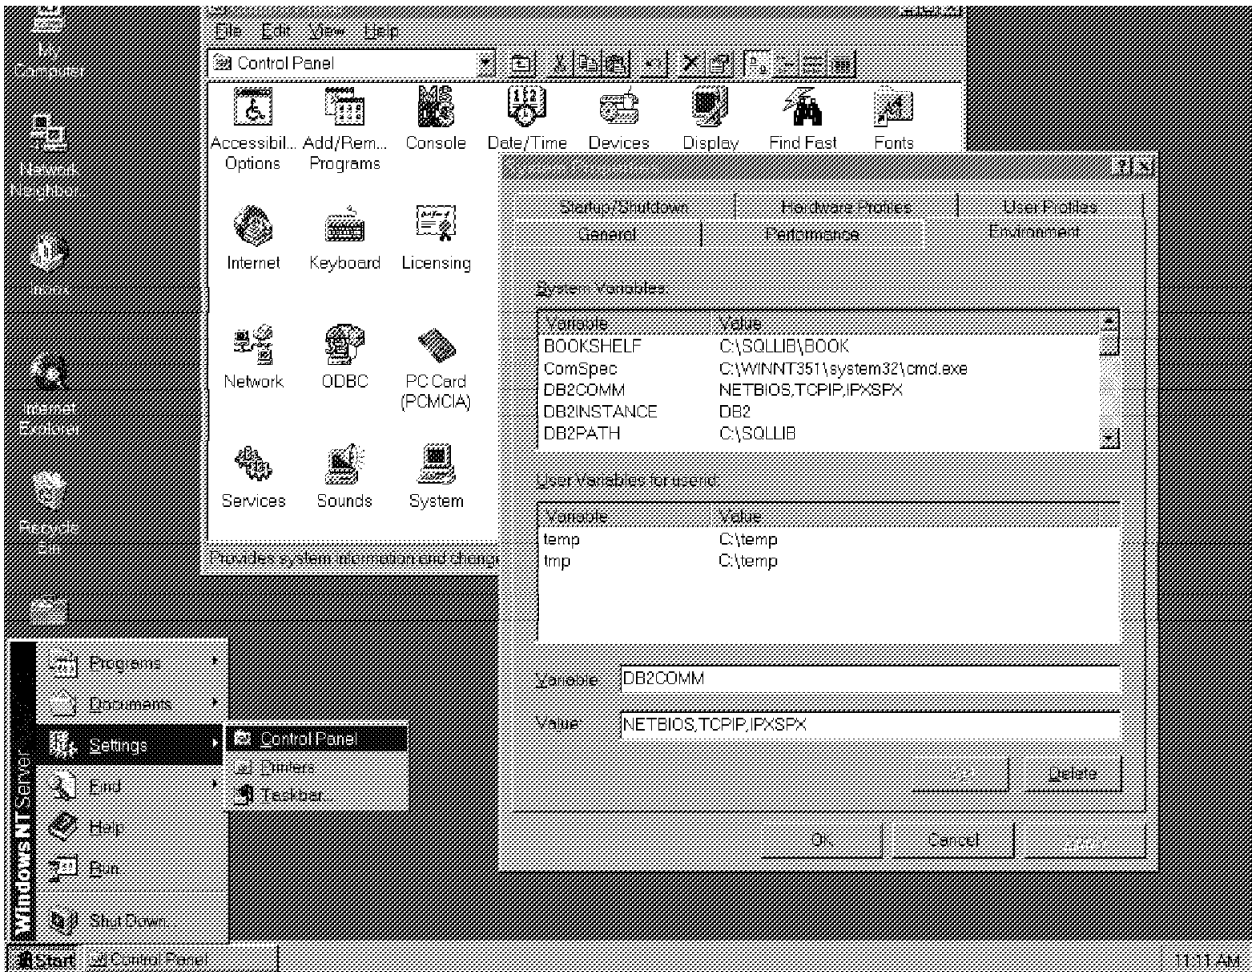 My
Computer
Network
Neighbor...
Inbox
Internet
Explorer
Recycle
Bin
File Edit View Help
Control Panel
Accessibil...
Options
Add/Rem...
Programs
Console
Date/Time
Devices
Display
Find Fast
Fonts
Internet
Keyboard
Licensing
Network
ODBC
PC Card
(PCMCIA)
Services
Sounds
System
Provides system information and change
Startup/Shutdown
Hardware Profiles
User Profiles
General
Performance
Environment
System Variables:
Variable Value
BOOKSHELF C:\SQLLIB\BOOK
ComSpec C:\WINNT351\system32\cmd.exe
DB2COMM NETBIOS,TCPIP,IPXSPX
DB2INSTANCE DB2
DB2PATH C:\SQLLIB
User Variables for userid:
Variable Value
temp C:\temp
tmp C:\temp
Variable: DB2COMM
Value: NETBIOS,TCPIP,IPXSPX
Delete
OK
Cancel
Windows NT Server
Programs
Documents
Settings
Find
Help
Run...
Shut Down...
Control Panel
Printers
Taskbar...
Start
Control Panel
11:11 AM